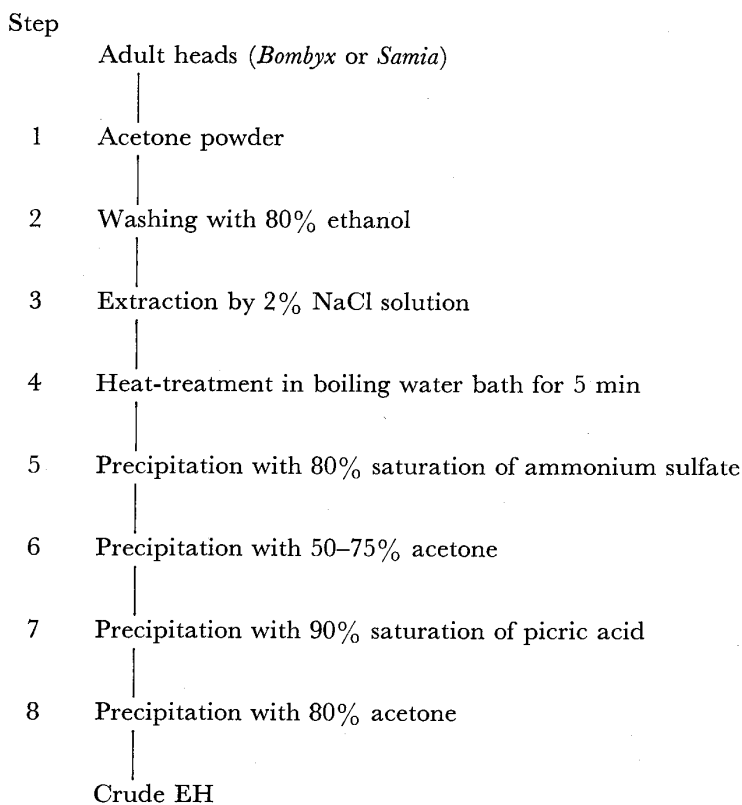 Step
Adult heads (Bombyx or Samia)
1 Acetone powder
2 Washing with 80% ethanol
3 Extraction by 2% NaCl solution
4 Heat-treatment in boiling water bath for 5 min
5 Precipitation with 80% saturation of ammonium sulfate
6 Precipitation with 50–75% acetone
7 Precipitation with 90% saturation of picric acid
8 Precipitation with 80% acetone
Crude EH